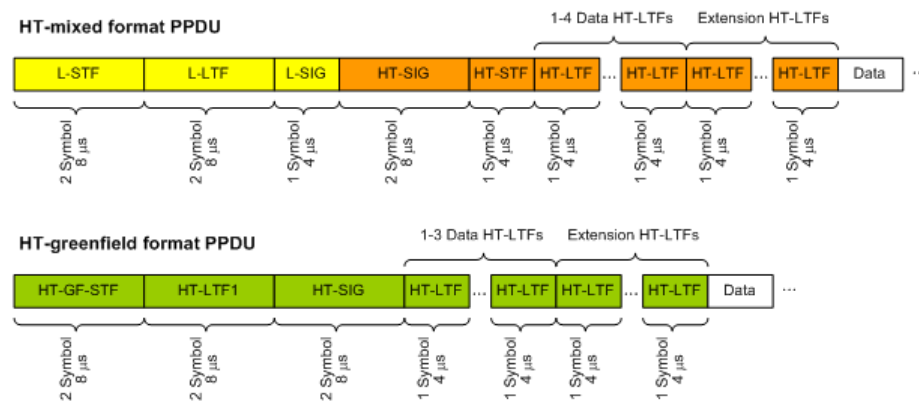 HT-mixed format PPDU
1-4 Data HT-LTFs Extension HT-LTFs
L-STF L-LTF L-SIG HT-SIG HT-STF HT-LTF ... HT-LTF HT-LTF ... HT-LTF Data ...
2 Symbol 8 µs
2 Symbol 8 µs
1 Symbol 4 µs
2 Symbol 8 µs
1 Symbol 4 µs
1 Symbol 4 µs
1 Symbol 4 µs
1 Symbol 4 µs
1 Symbol 4 µs
HT-greenfield format PPDU
1-3 Data HT-LTFs Extension HT-LTFs
HT-GF-STF HT-LTF1 HT-SIG HT-LTF ... HT-LTF HT-LTF ... HT-LTF Data ...
2 Symbol 8 µs
2 Symbol 8 µs
2 Symbol 8 µs
1 Symbol 4 µs
1 Symbol 4 µs
1 Symbol 4 µs
1 Symbol 4 µs